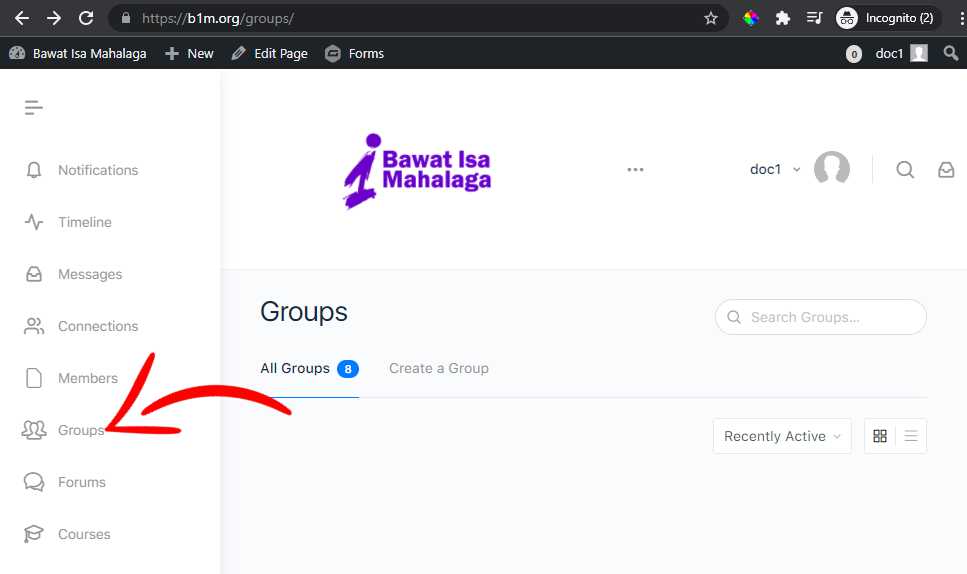 https://b1m.org/groups/
Incognito (2)
Bawat Isa Mahalaga
New
Edit Page
Forms
0
doc1
Notifications
Timeline
Messages
Connections
Members
Groups
Forums
Courses
Bawat Isa
Mahalaga
doc1
Groups
Search Groups...
All Groups 8
Create a Group
Recently Active